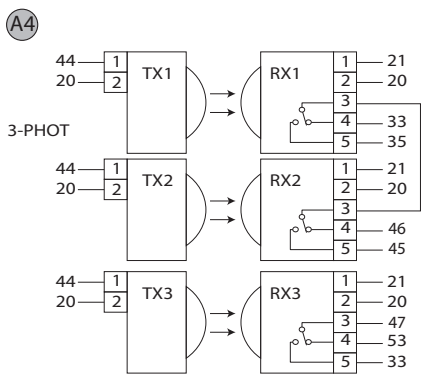 A4
44 1 TX1 RX1 1 21
20 2 2 20
3
3-PHOT 4 33
5 35
44 1 TX2 RX2 1 21
20 2 2 20
3
4 46
5 45
44 1 TX3 RX3 1 21
20 2 2 20
3 47
4 53
5 33